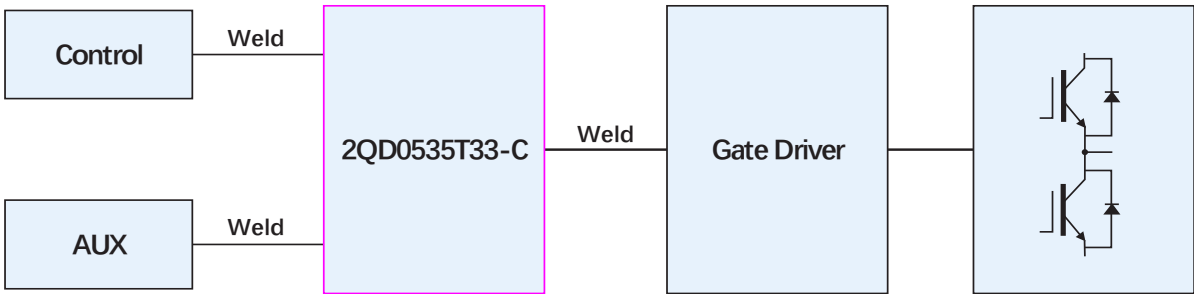 Control
Weld
AUX
Weld
2QD0535T33-C
Weld
Gate Driver